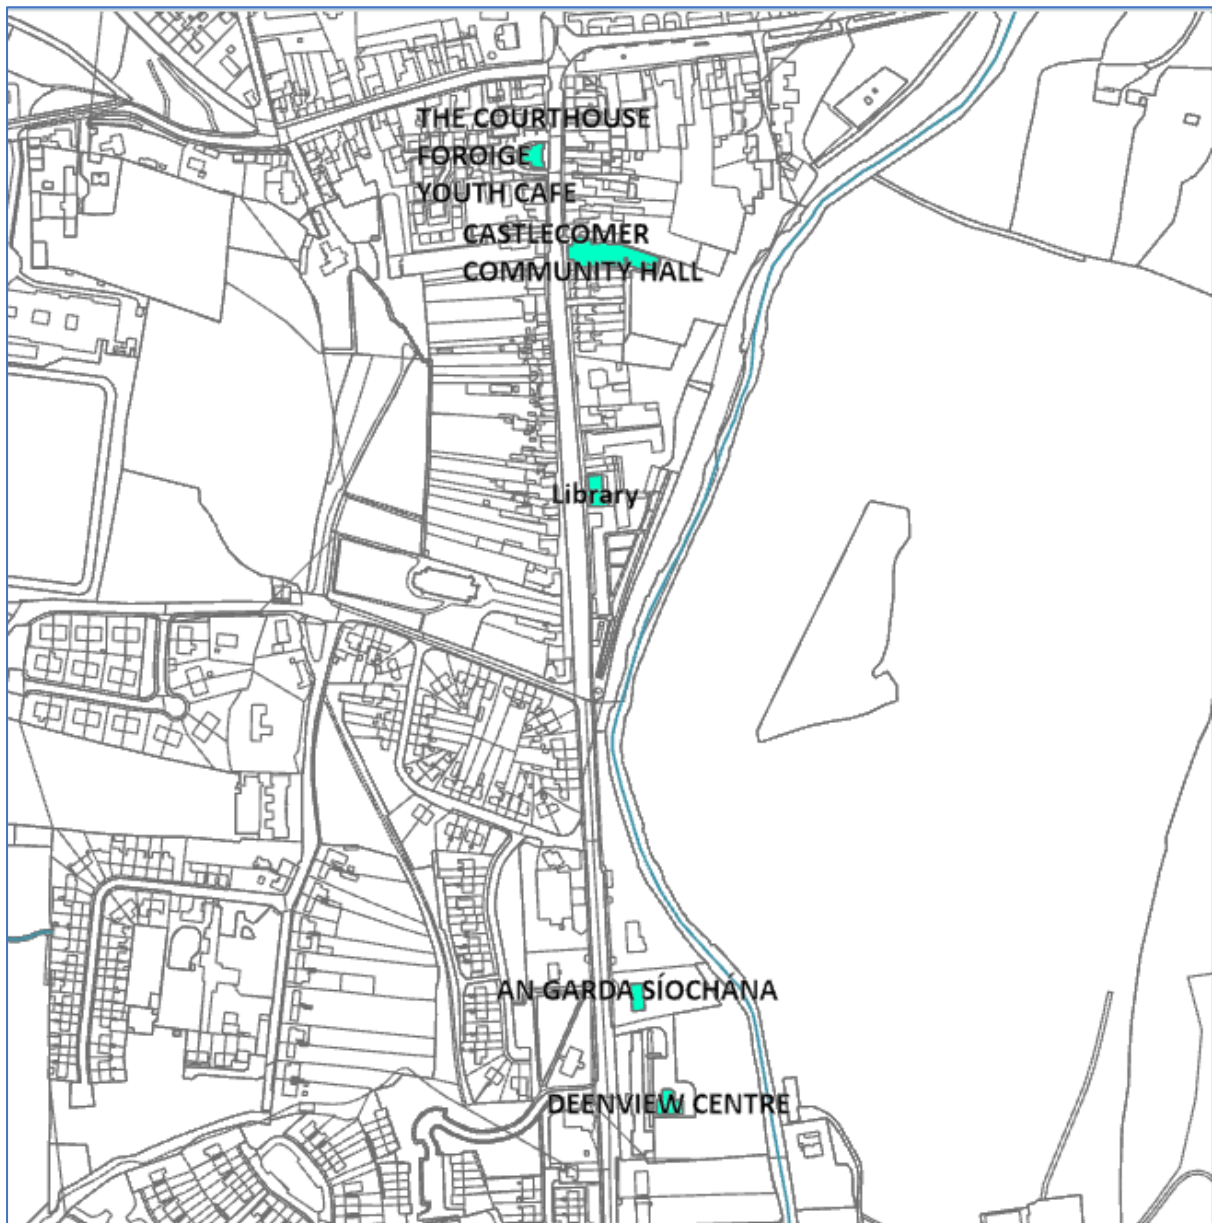 THE COURTHOUSE
FOROIGE
YOUTH CAFE
CASTLECOMER
COMMUNITY HALL
Library
AN GARDA SÍOCHÁNA
DEENVIEW CENTRE